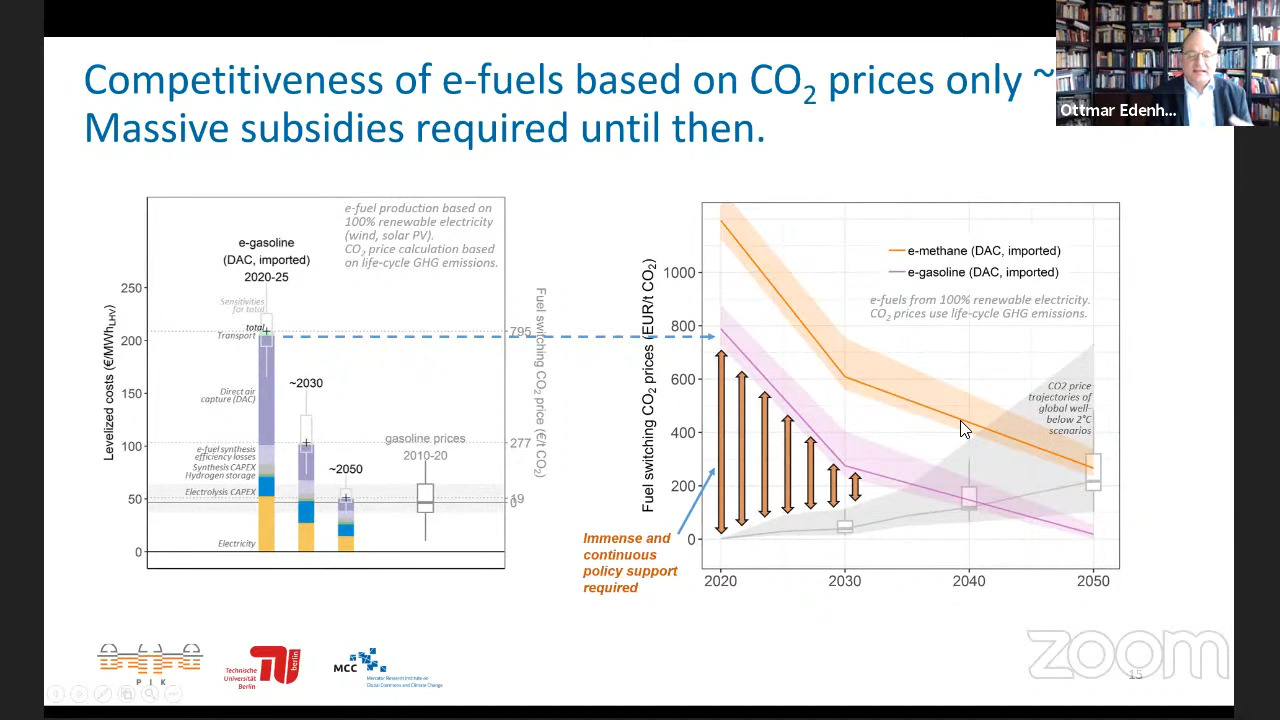 Competitiveness of e-fuels based on CO2 prices only ~
Massive subsidies required until then.
Ottmar Edenh...
e-fuel production based on
100% renewable electricity
(wind, solar PV).
CO2 price calculation based
on life-cycle GHG emissions.
e-gasoline
(DAC, imported)
2020-25
Sensitivities
for total
total
Transport
Direct air
capture (DAC)
e-fuel synthesis
efficiency losses
Synthesis CAPEX
Hydrogen storage
Electrolysis CAPEX
Electricity
~2030
~2050
gasoline prices
2010-20
Levelized costs (€/MWhLHV)
250
200
150
100
50
0
795
277
19
0
Fuel switching CO2 price (€/t CO2)
Fuel switching CO2 prices (EUR/t CO2)
1000
800
600
400
200
0
e-methane (DAC, imported)
e-gasoline (DAC, imported)
e-fuels from 100% renewable electricity.
CO2 prices use life-cycle GHG emissions.
CO2 price
trajectories of
global well-
below 2°C
scenarios
2020
2030
2040
2050
Immense and
continuous
policy support
required
PIK
Technische
Universität
Berlin
berlin
MCC
Mercator Research Institute on
Global Commons and Climate Change
zoom
15